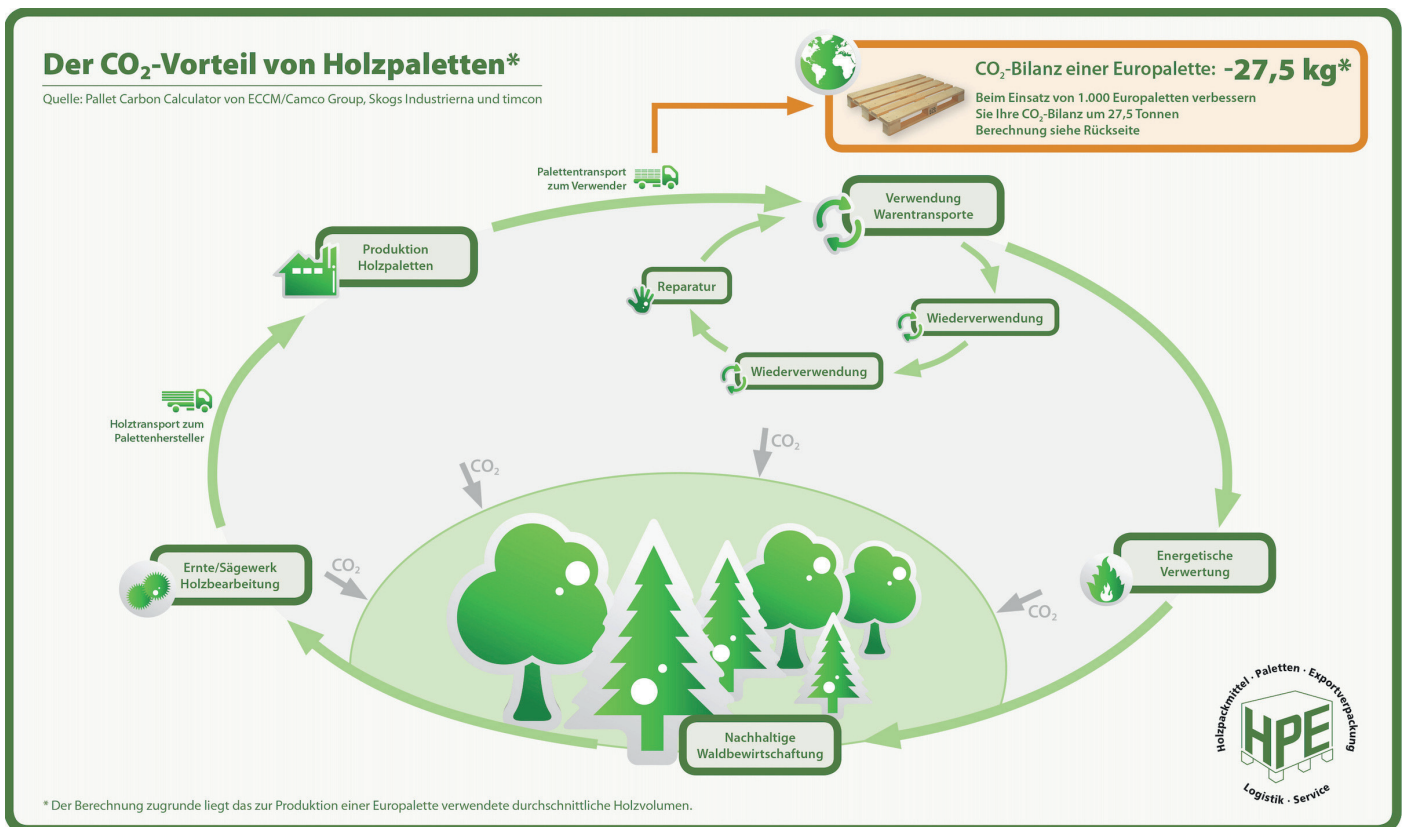 Der CO₂-Vorteil von Holzpaletten*
Quelle: Pallet Carbon Calculator von ECCM/Camco Group, Skogs Industrierna und timcon
CO₂-Bilanz einer Europalette: -27,5 kg*
Beim Einsatz von 1.000 Europaletten verbessern
Sie Ihre CO₂-Bilanz um 27,5 Tonnen
Berechnung siehe Rückseite
Palettentransport
zum Verwender
Verwendung
Warentransporte
Produktion
Holzpaletten
Reparatur
Wiederverwendung
Wiederverwendung
Holztransport zum
Palettenhersteller
CO₂
CO₂
CO₂
CO₂
Ernte/Sägewerk
Holzbearbeitung
Energetische
Verwertung
Nachhaltige
Waldbewirtschaftung
Holzpackmittel · Paletten · Exportverpackung
HPE
Logistik · Service
* Der Berechnung zugrunde liegt das zur Produktion einer Europalette verwendete durchschnittliche Holzvolumen.